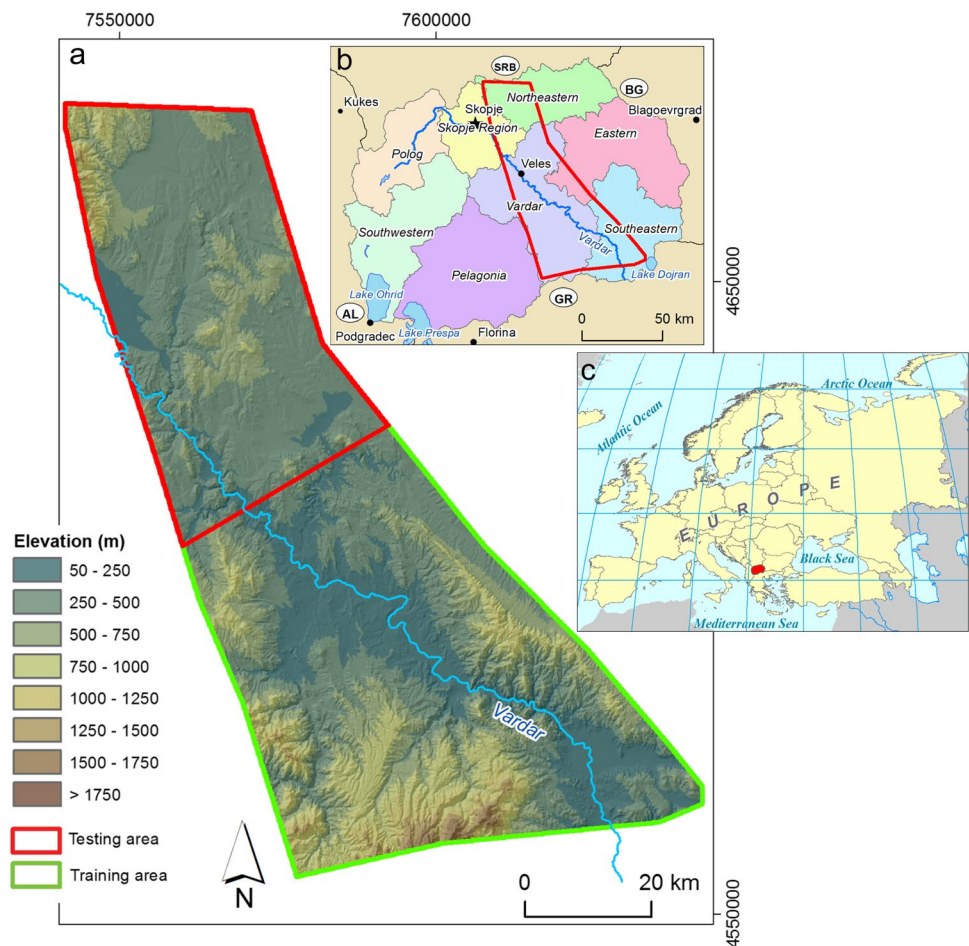 7550000
7600000
a
b
SRB
BG
Kukes
Skopje
Northeastern
Blagoevrgrad
Skopje Region
Eastern
Polog
Veles
Vardar
Southwestern
Southeastern
Vardar
Pelagonia
Lake Dojran
Lake Ohrid
GR
AL
Lake Prespa
Podgradec
Florina
0 50 km
4650000
c
Arctic Ocean
Atlantic Ocean
EUROPE
Black Sea
Mediterranean Sea
Elevation (m)
50 - 250
250 - 500
500 - 750
750 - 1000
1000 - 1250
1250 - 1500
1500 - 1750
> 1750
Testing area
Training area
Vardar
N
0 20 km
4550000